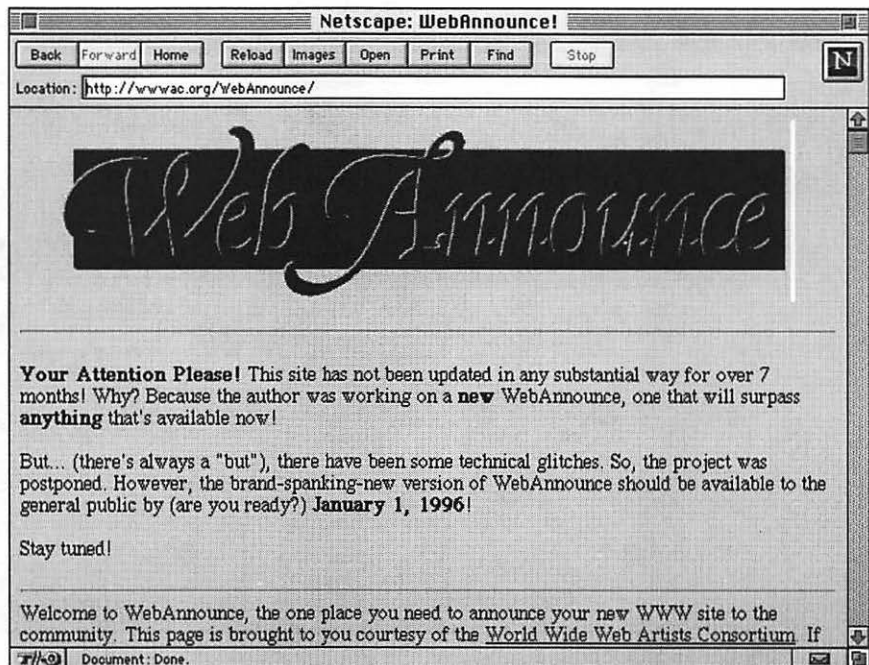 Netscape: WebAnnounce!
Back Forward Home Reload Images Open Print Find Stop
N
Location: http://wwwac.org/WebAnnounce/
Web Announce
Your Attention Please! This site has not been updated in any substantial way for over 7
months! Why? Because the author was working on a new WebAnnounce, one that will surpass
anything that's available now!
But... (there's always a "but"), there have been some technical glitches. So, the project was
postponed. However, the brand-spanking-new version of WebAnnounce should be available to the
general public by (are you ready?) January 1, 1996!
Stay tuned!
Welcome to WebAnnounce, the one place you need to announce your new WWW site to the
community. This page is brought to you courtesy of the World Wide Web Artists Consortium. If
Document: Done.